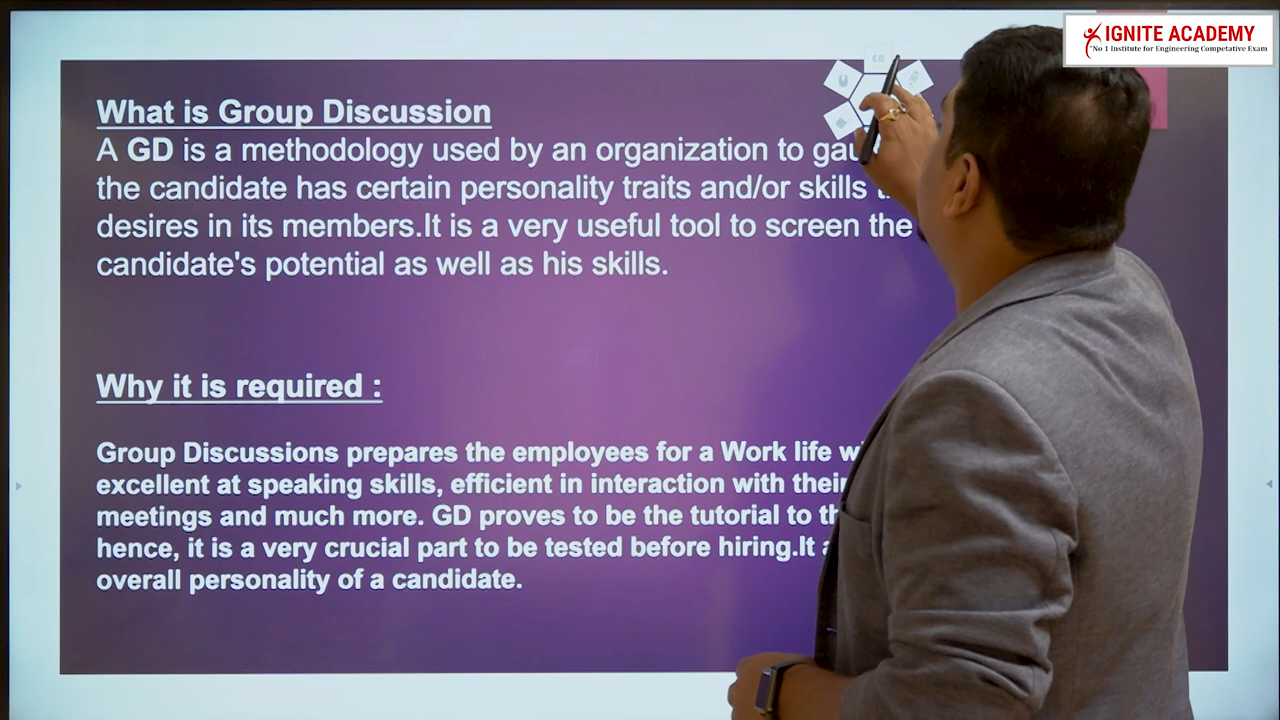 IGNITE ACADEMY
"No 1 Institute for Engineering Competative Exam
What is Group Discussion
A GD is a methodology used by an organization to
the candidate has certain personality traits and/or skills
desires in its members.It is a very useful tool to screen the
candidate's potential as well as his skills.
Why it is required :
Group Discussions prepares the employees for a Work life
excellent at speaking skills, efficient in interaction with their
meetings and much more. GD proves to be the tutorial to
hence, it is a very crucial part to be tested before hiring.It
overall personality of a candidate.